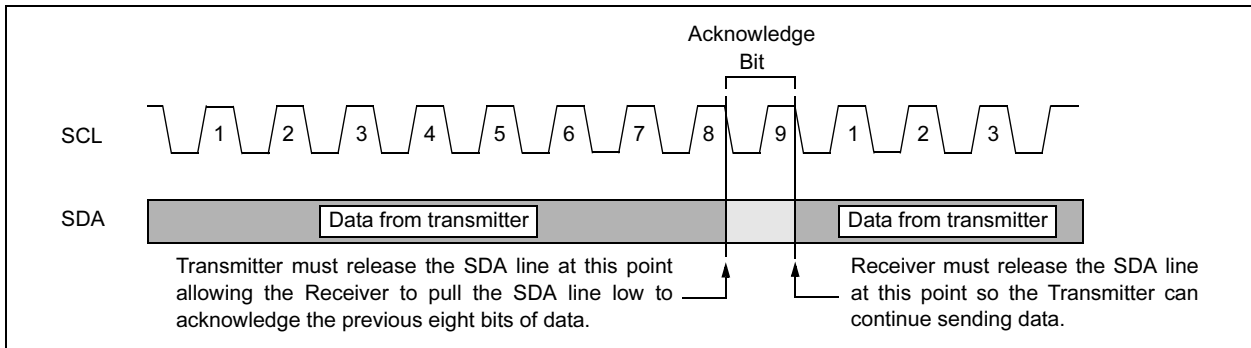 Acknowledge
Bit
SCL
1 2 3 4 5 6 7 8 9 1 2 3
SDA
Data from transmitter
Data from transmitter
Transmitter must release the SDA line at this point
allowing the Receiver to pull the SDA line low to
acknowledge the previous eight bits of data.
Receiver must release the SDA line
at this point so the Transmitter can
continue sending data.